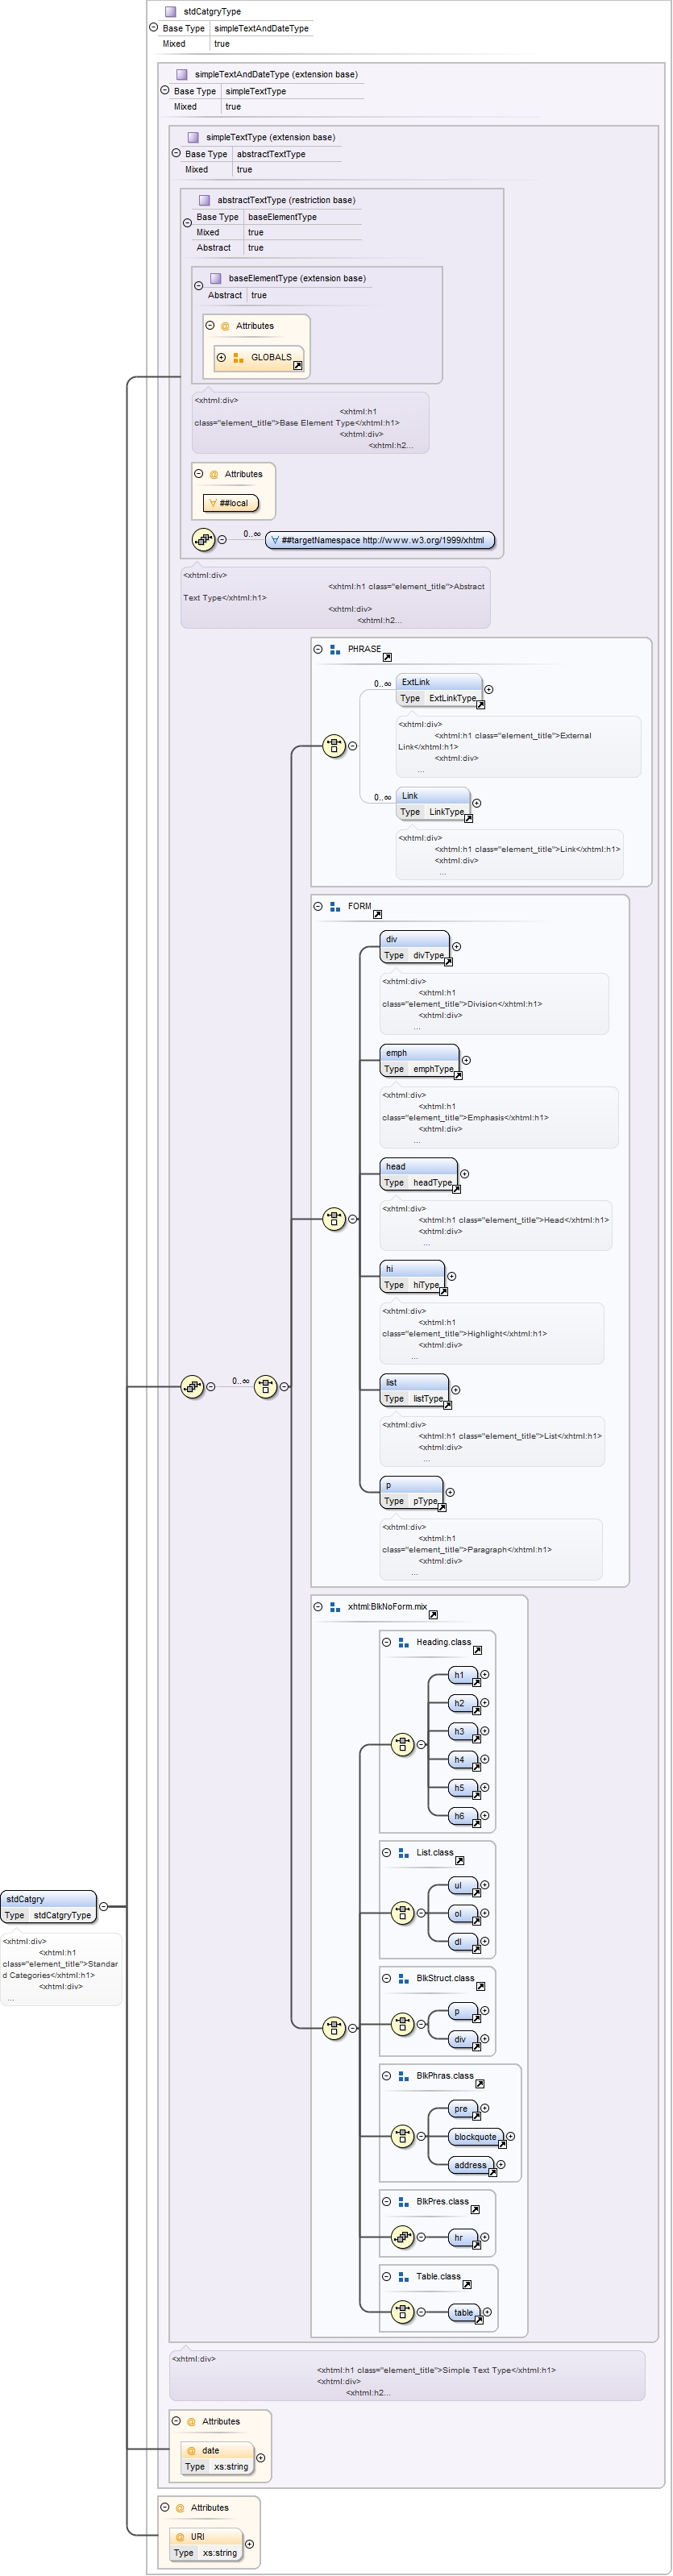 stdCatgryType
Base Type simpleTextAndDateType
Mixed true
simpleTextAndDateType (extension base)
Base Type simpleTextType
Mixed true
simpleTextType (extension base)
Base Type abstractTextType
Mixed true
abstractTextType (restriction base)
Base Type baseElementType
Mixed true
Abstract true
baseElementType (extension base)
Abstract true
@ Attributes
GLOBALS
<xhtml:div>
<xhtml:h1
class="element_title">Base Element Type</xhtml:h1>
<xhtml:div>
<xhtml:h2...
@ Attributes
∀ ##local
0..∞ ∀ ##targetNamespace http://www.w3.org/1999/xhtml
<xhtml:div>
<xhtml:h1 class="element_title">Abstract
Text Type</xhtml:h1>
<xhtml:div>
<xhtml:h2...
PHRASE
0..∞ ExtLink
Type ExtLinkType
<xhtml:div>
<xhtml:h1 class="element_title">External
Link</xhtml:h1>
<xhtml:div>
...
0..∞ Link
Type LinkType
<xhtml:div>
<xhtml:h1 class="element_title">Link</xhtml:h1>
<xhtml:div>
...
FORM
div
Type divType
<xhtml:div>
<xhtml:h1
class="element_title">Division</xhtml:h1>
<xhtml:div>
...
emph
Type emphType
<xhtml:div>
<xhtml:h1
class="element_title">Emphasis</xhtml:h1>
<xhtml:div>
...
head
Type headType
<xhtml:div>
<xhtml:h1 class="element_title">Head</xhtml:h1>
<xhtml:div>
...
hi
Type hiType
<xhtml:div>
<xhtml:h1
class="element_title">Highlight</xhtml:h1>
<xhtml:div>
...
0..∞
list
Type listType
<xhtml:div>
<xhtml:h1 class="element_title">List</xhtml:h1>
<xhtml:div>
...
p
Type pType
<xhtml:div>
<xhtml:h1
class="element_title">Paragraph</xhtml:h1>
<xhtml:div>
...
xhtml:BlkNoForm.mix
Heading.class
h1
h2
h3
h4
h5
h6
List.class
ul
ol
dl
stdCatgry
Type stdCatgryType
<xhtml:div>
<xhtml:h1
class="element_title">Standar
d Categories</xhtml:h1>
<xhtml:div>
...
BlkStruct.class
p
div
BlkPhras.class
pre
blockquote
address
BlkPres.class
hr
Table.class
table
<xhtml:div>
<xhtml:h1 class="element_title">Simple Text Type</xhtml:h1>
<xhtml:div>
<xhtml:h2...
@ Attributes
@ date
Type xs:string
@ Attributes
@ URI
Type xs:string